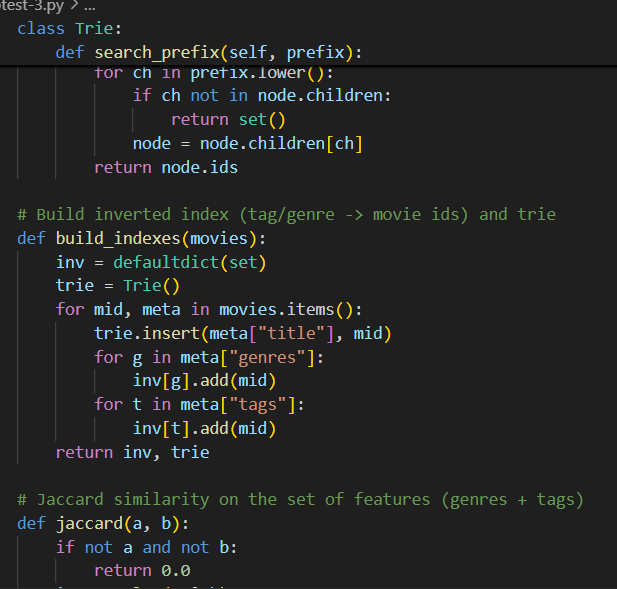 test-3.py > ...
class Trie:
    def search_prefix(self, prefix):
        for ch in prefix.lower():
            if ch not in node.children:
                return set()
            node = node.children[ch]
        return node.ids

# Build inverted index (tag/genre -> movie ids) and trie
def build_indexes(movies):
    inv = defaultdict(set)
    trie = Trie()
    for mid, meta in movies.items():
        trie.insert(meta["title"], mid)
        for g in meta["genres"]:
            inv[g].add(mid)
        for t in meta["tags"]:
            inv[t].add(mid)
    return inv, trie

# Jaccard similarity on the set of features (genres + tags)
def jaccard(a, b):
    if not a and not b:
        return 0.0